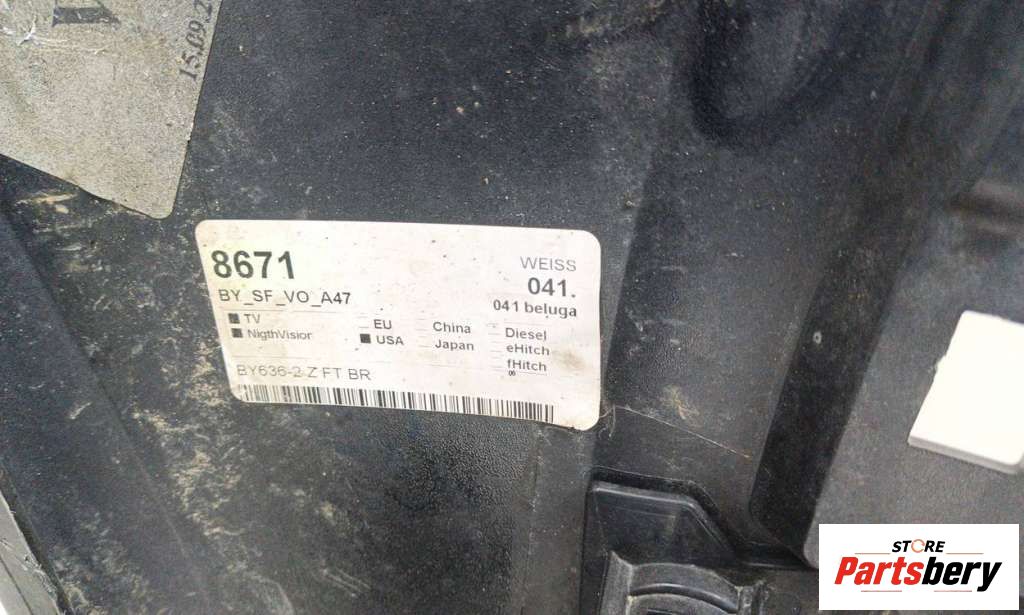 15.09.2
8671
WEISS
041.
BY_SF_VO_A47
041 beluga
TV
EU
China
Diesel
NigthVision
USA
Japan
eHitch
fHitch
BY636-2 Z FT BR
06
STORE
Partsbery